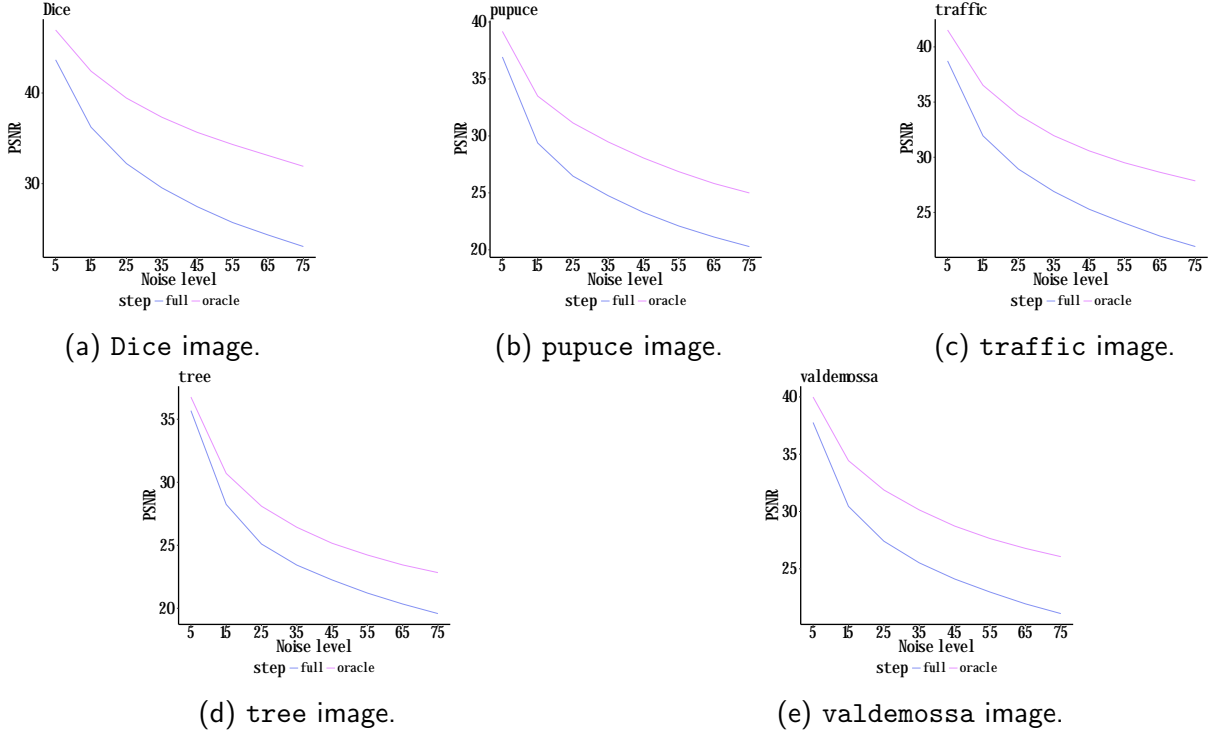 Dice
40
30
PSNR
5 15 25 35 45 55 65 75
Noise level
step full oracle
(a) Dice image.
pupuce
40
35
30
25
20
PSNR
5 15 25 35 45 55 65 75
Noise level
step full oracle
(b) pupuce image.
traffic
40
35
30
25
PSNR
5 15 25 35 45 55 65 75
Noise level
step full oracle
(c) traffic image.
tree
35
30
25
20
PSNR
5 15 25 35 45 55 65 75
Noise level
step full oracle
(d) tree image.
valdemossa
40
35
30
25
PSNR
5 15 25 35 45 55 65 75
Noise level
step full oracle
(e) valdemossa image.